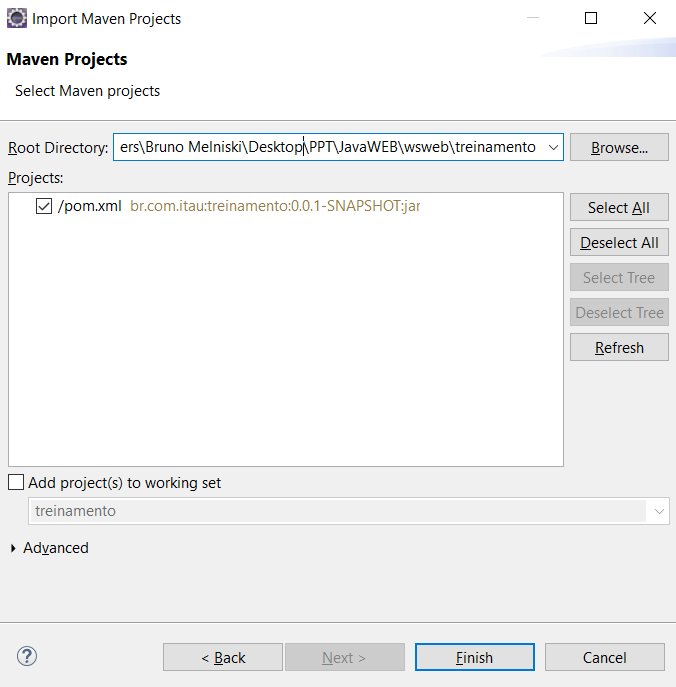 Import Maven Projects
Maven Projects
Select Maven projects
Root Directory: ers\Bruno Melniski\Desktop\PPT\JavaWEB\wsweb\treinamento Browse...
Projects:
/pom.xml br.com.itau:treinamento:0.0.1-SNAPSHOT:jar
Select All
Deselect All
Select Tree
Deselect Tree
Refresh
Add project(s) to working set
treinamento
Advanced
? < Back Next > Finish Cancel